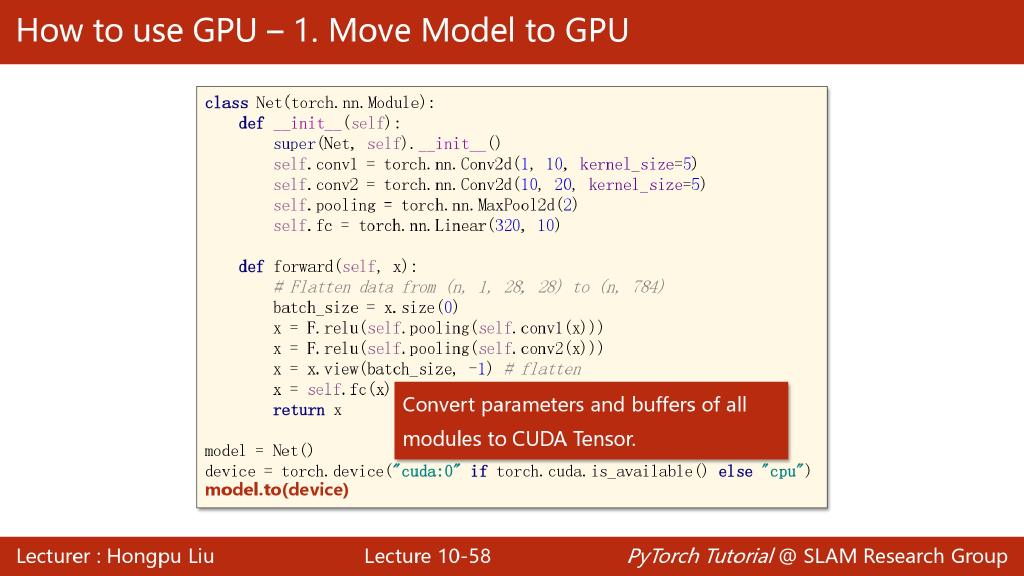 How to use GPU – 1. Move Model to GPU
class Net(torch.nn.Module):
    def __init__(self):
        super(Net, self).__init__()
        self.conv1 = torch.nn.Conv2d(1, 10, kernel_size=5)
        self.conv2 = torch.nn.Conv2d(10, 20, kernel_size=5)
        self.pooling = torch.nn.MaxPool2d(2)
        self.fc = torch.nn.Linear(320, 10)
    def forward(self, x):
        # Flatten data from (n, 1, 28, 28) to (n, 784)
        batch_size = x.size(0)
        x = F.relu(self.pooling(self.conv1(x)))
        x = F.relu(self.pooling(self.conv2(x)))
        x = x.view(batch_size, -1) # flatten
        x = self.fc(x)
        return x
Convert parameters and buffers of all
modules to CUDA Tensor.
model = Net()
device = torch.device("cuda:0" if torch.cuda.is_available() else "cpu")
model.to(device)
Lecturer : Hongpu Liu
Lecture 10-58
PyTorch Tutorial @ SLAM Research Group